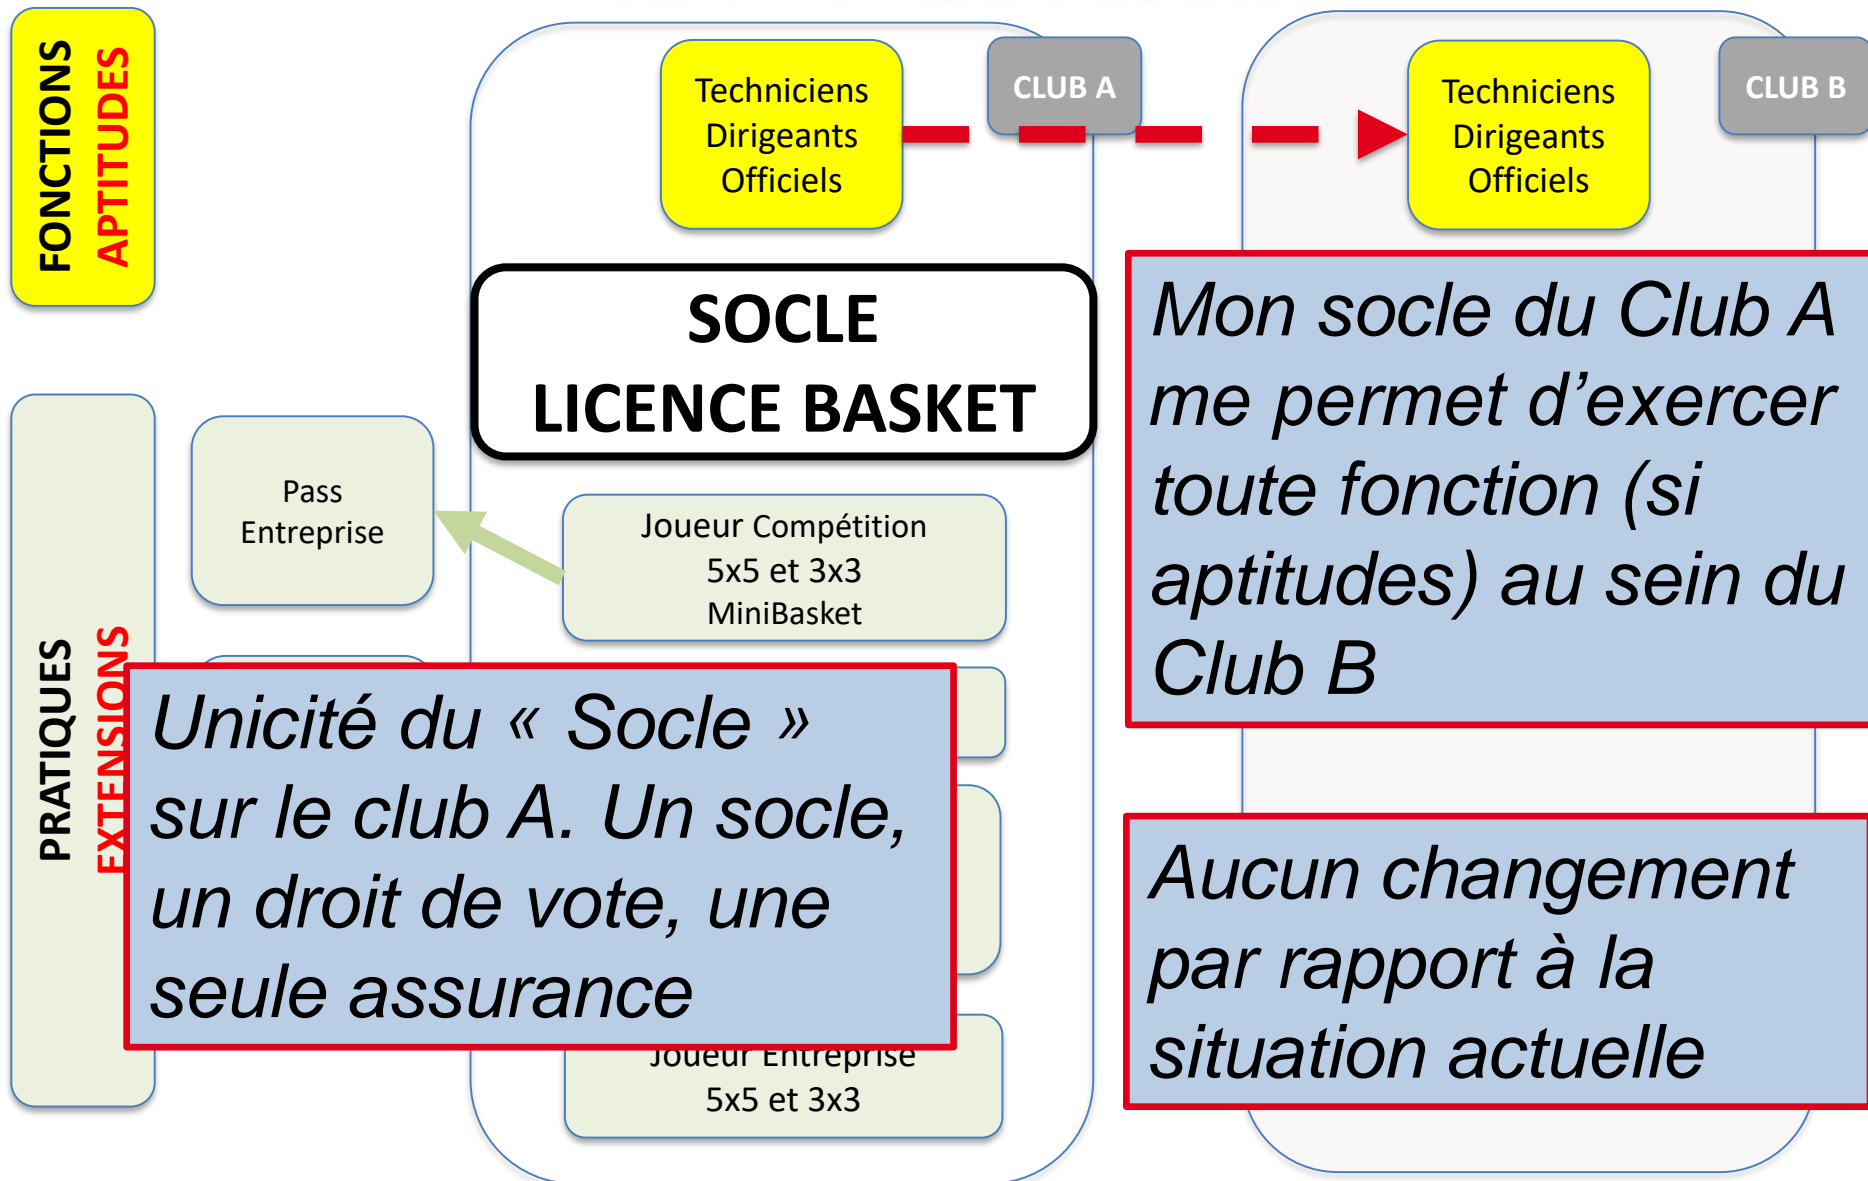 FONCTIONS
APTITUDES
Techniciens
Dirigeants
Officiels
CLUB A
Techniciens
Dirigeants
Officiels
CLUB B
SOCLE
LICENCE BASKET
Mon socle du Club A
me permet d’exercer
toute fonction (si
aptitudes) au sein du
Club B
PRATIQUES
EXTENSIONS
Pass
Entreprise
Joueur Compétition
5x5 et 3x3
MiniBasket
Unicité du « Socle »
sur le club A. Un socle,
un droit de vote, une
seule assurance
Aucun changement
par rapport à la
situation actuelle
Joueur Entreprise
5x5 et 3x3